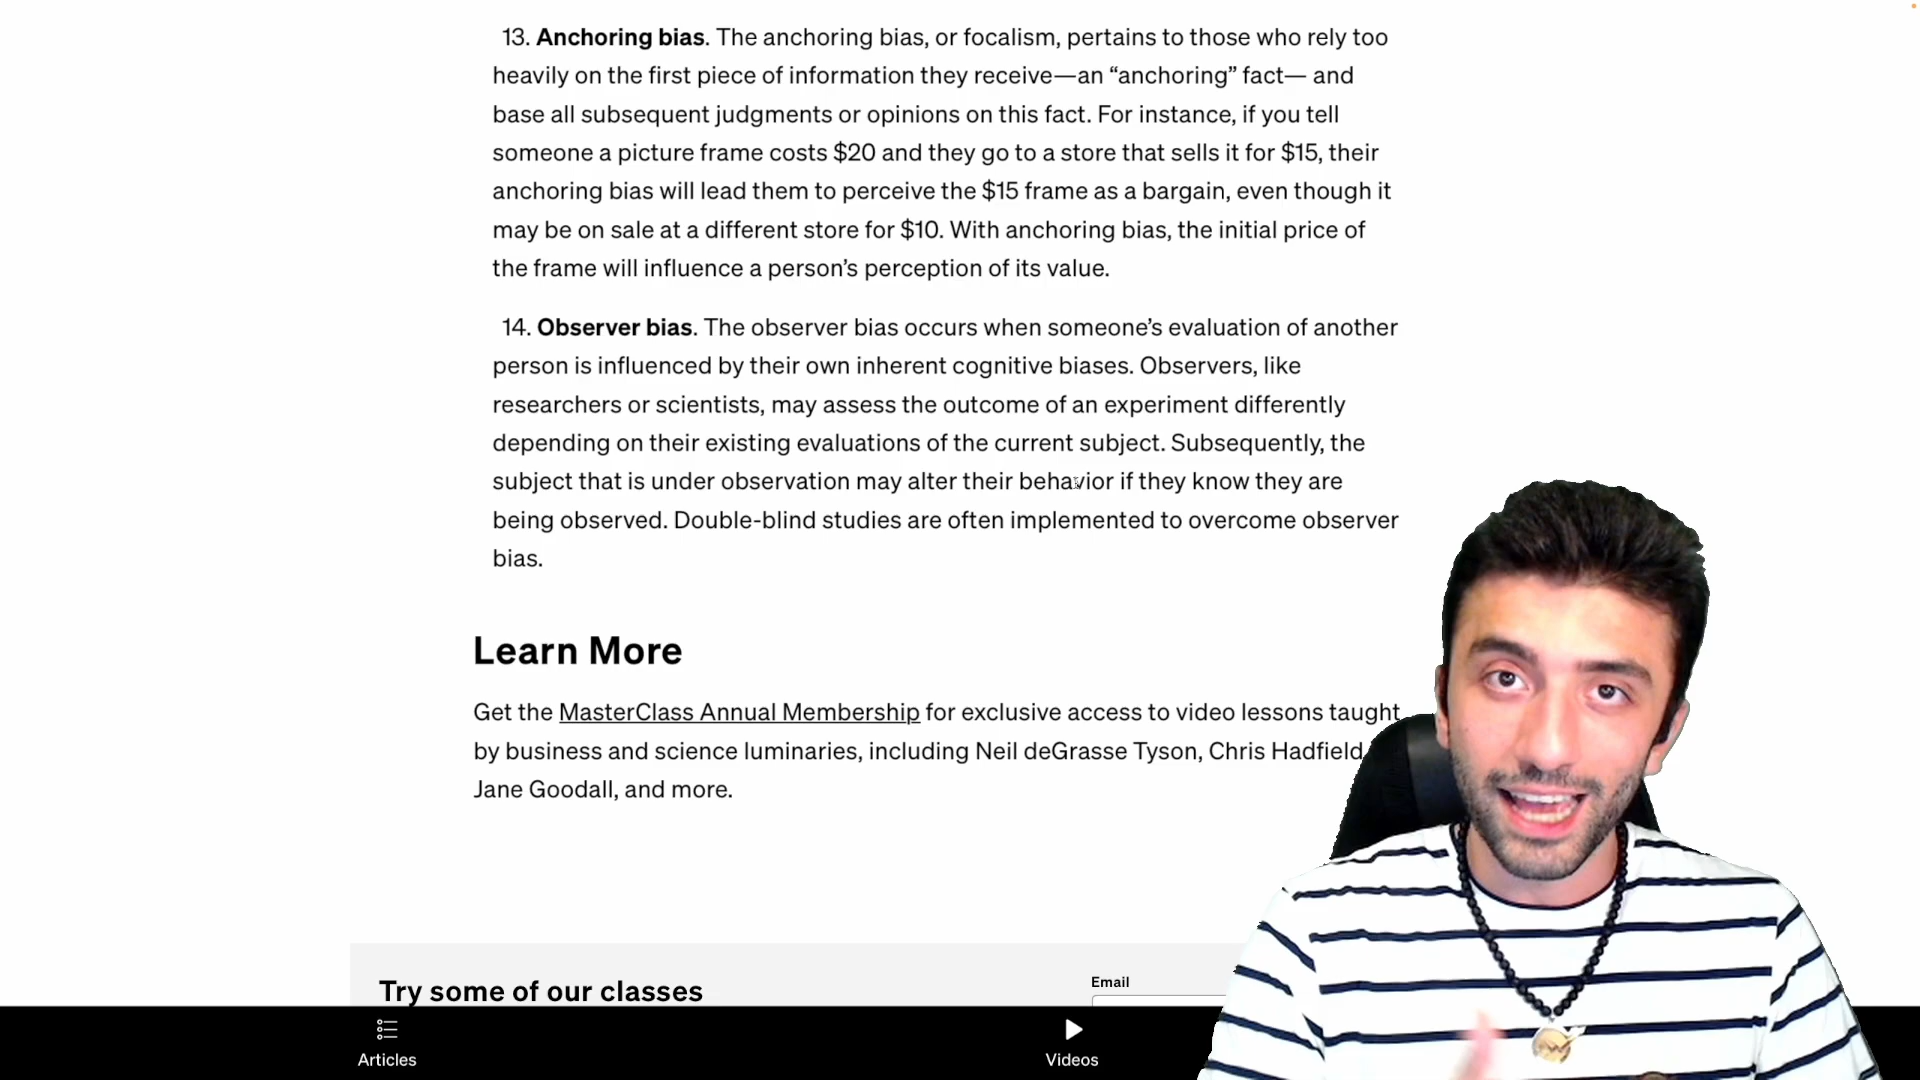 13. Anchoring bias. The anchoring bias, or focalism, pertains to those who rely too
heavily on the first piece of information they receive—an “anchoring” fact— and
base all subsequent judgments or opinions on this fact. For instance, if you tell
someone a picture frame costs $20 and they go to a store that sells it for $15, their
anchoring bias will lead them to perceive the $15 frame as a bargain, even though it
may be on sale at a different store for $10. With anchoring bias, the initial price of
the frame will influence a person’s perception of its value.
14. Observer bias. The observer bias occurs when someone’s evaluation of another
person is influenced by their own inherent cognitive biases. Observers, like
researchers or scientists, may assess the outcome of an experiment differently
depending on their existing evaluations of the current subject. Subsequently, the
subject that is under observation may alter their behavior if they know they are
being observed. Double-blind studies are often implemented to overcome observer
bias.
Learn More
Get the MasterClass Annual Membership for exclusive access to video lessons taught
by business and science luminaries, including Neil deGrasse Tyson, Chris Hadfield
Jane Goodall, and more.
Try some of our classes
Email
Articles
Videos